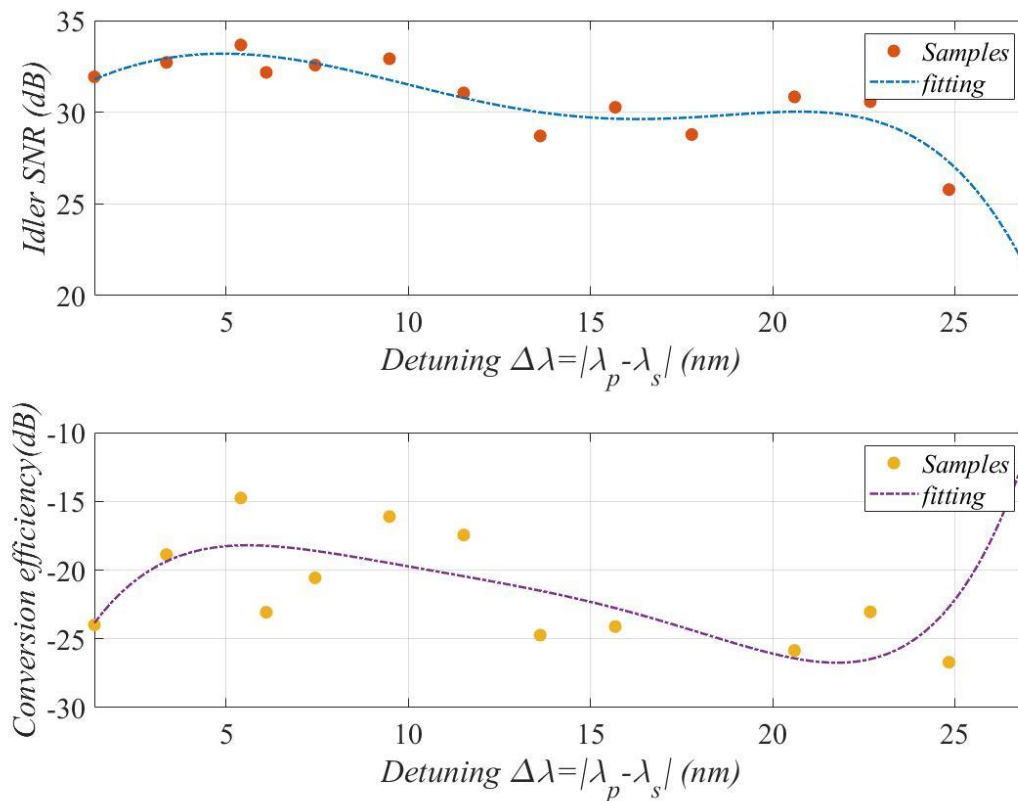 35
30
25
20
Idler SNR (dB)
Samples
fitting
5
10
15
20
25
Detuning Δλ=|λp-λs| (nm)
-10
-15
-20
-25
-30
Conversion efficiency(dB)
Samples
fitting
5
10
15
20
25
Detuning Δλ=|λp-λs| (nm)